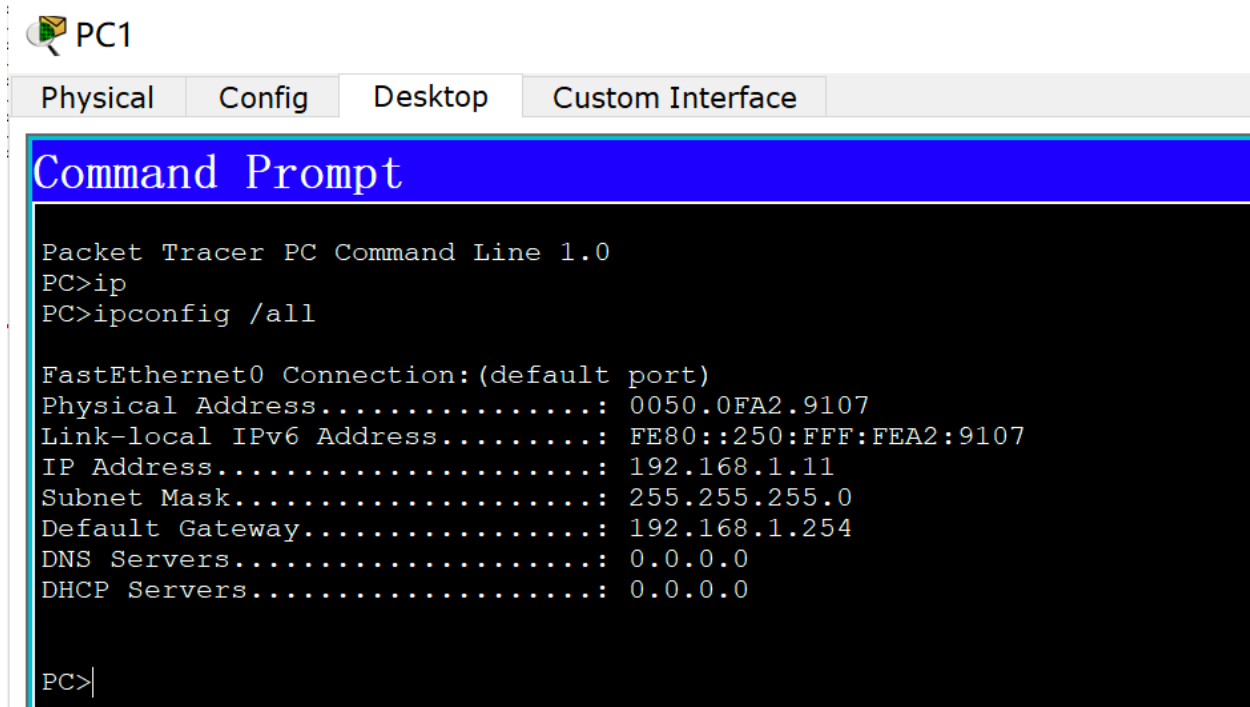 PC1
Physical Config Desktop Custom Interface
Command Prompt
Packet Tracer PC Command Line 1.0
PC>ip
PC>ipconfig /all
FastEthernet0 Connection:(default port)
Physical Address................: 0050.0FA2.9107
Link-local IPv6 Address.........: FE80::250:FFF:FEA2:9107
IP Address......................: 192.168.1.11
Subnet Mask.....................: 255.255.255.0
Default Gateway.................: 192.168.1.254
DNS Servers.....................: 0.0.0.0
DHCP Servers....................: 0.0.0.0
PC>